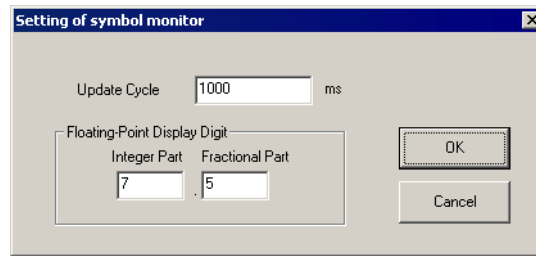 Setting of symbol monitor
Update Cycle 1000 ms
Floating-Point Display Digit
Integer Part Fractional Part
7 . 5
OK
Cancel